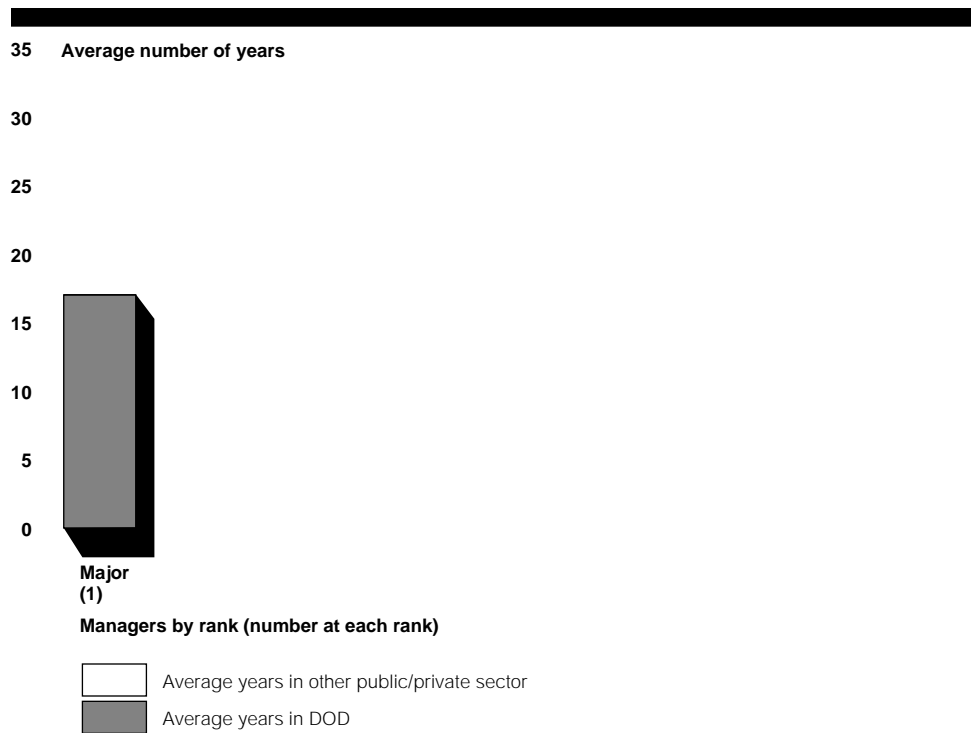 35 Average number of years
30
25
20
15
10
5
0
Major
(1)
Managers by rank (number at each rank)
Average years in other public/private sector
Average years in DOD